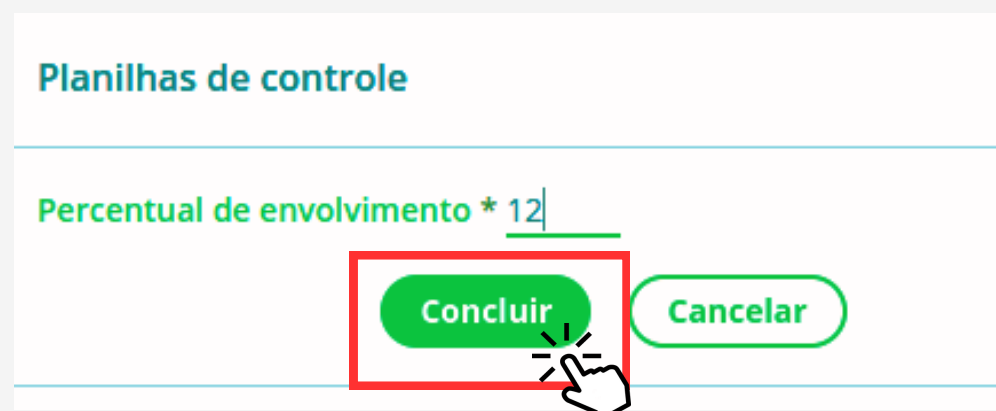 Planilhas de controle
Percentual de envolvimento * 12
Concluir Cancelar